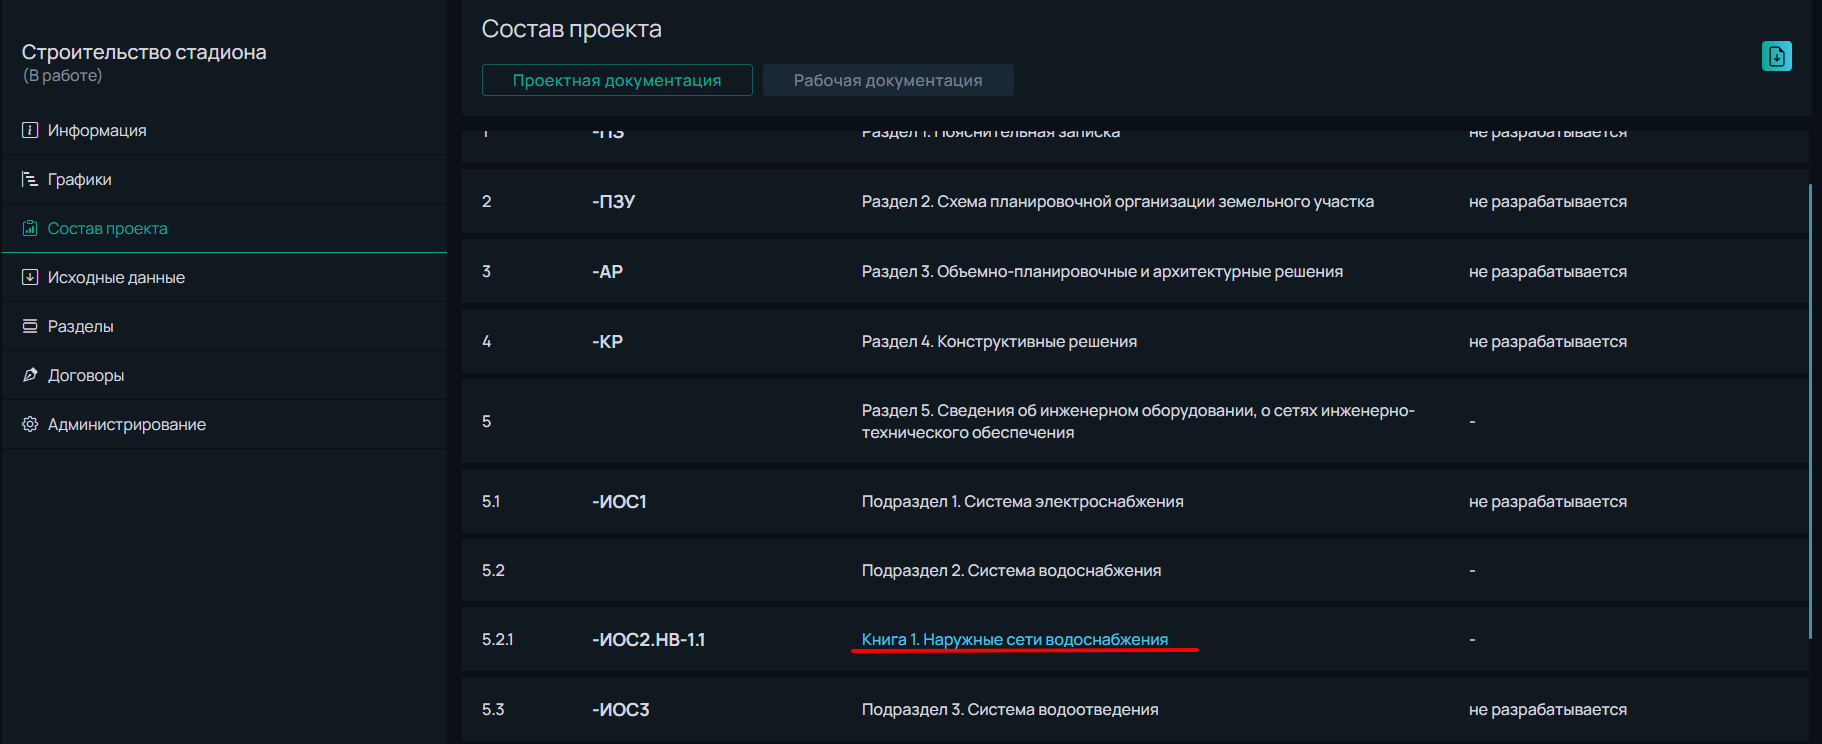 Строительство стадиона
(В работе)
Информация
Графики
Состав проекта
Исходные данные
Разделы
Договоры
Администрирование
Состав проекта
Проектная документация
Рабочая документация
1 -ПЗ Раздел 1. Пояснительная записка не разрабатывается
2 -ПЗУ Раздел 2. Схема планировочной организации земельного участка не разрабатывается
3 -АР Раздел 3. Объемно-планировочные и архитектурные решения не разрабатывается
4 -КР Раздел 4. Конструктивные решения не разрабатывается
5 Раздел 5. Сведения об инженерном оборудовании, о сетях инженерно-
технического обеспечения -
5.1 -ИОС1 Подраздел 1. Система электроснабжения не разрабатывается
5.2 Подраздел 2. Система водоснабжения -
5.2.1 -ИОС2.НВ-1.1 Книга 1. Наружные сети водоснабжения -
5.3 -ИОС3 Подраздел 3. Система водоотведения не разрабатывается